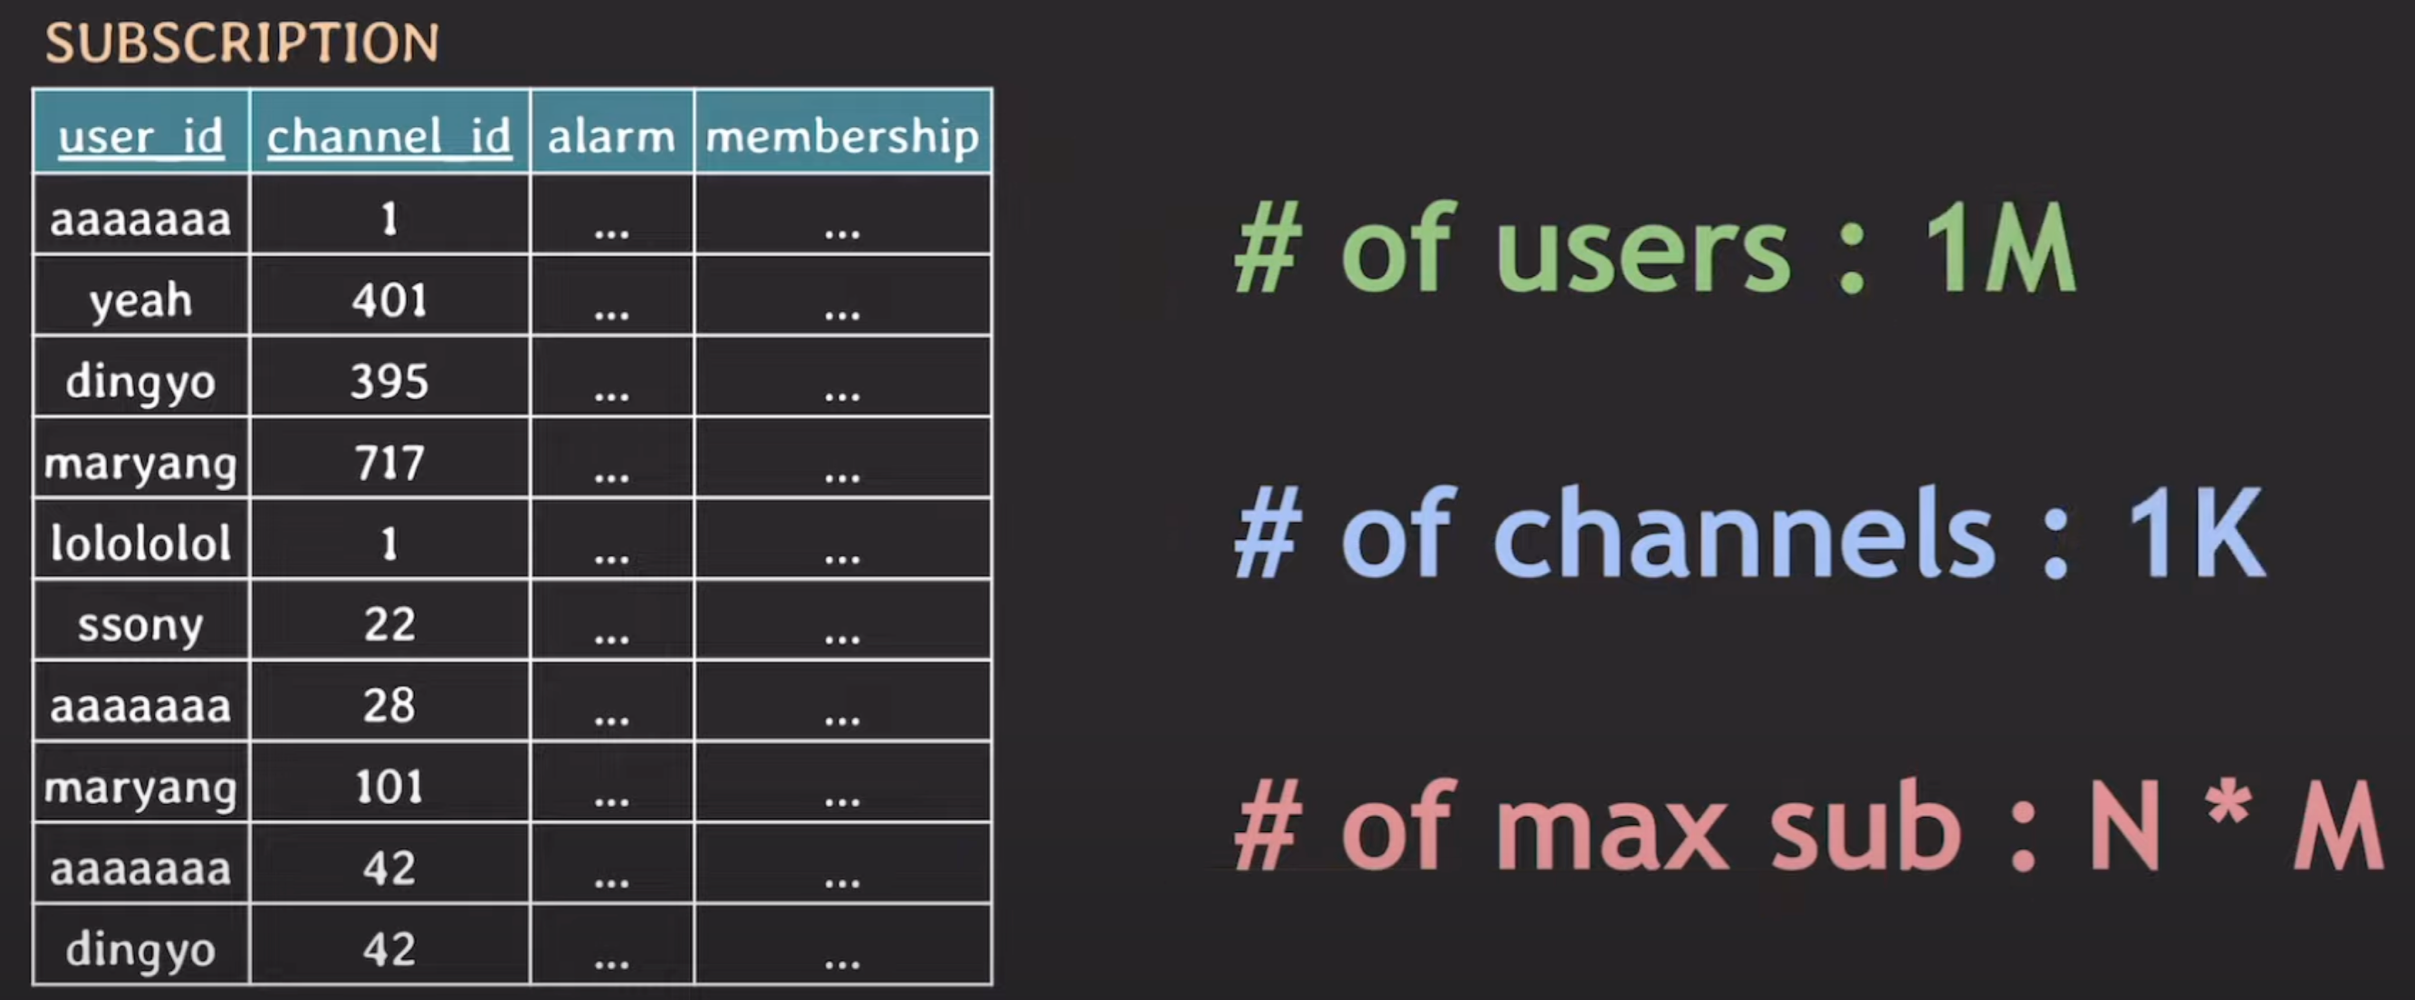 SUBSCRIPTION
user_id channel_id alarm membership
aaaaaaa 1 ... ...
yeah 401 ... ...
dingyo 395 ... ...
maryang 717 ... ...
lolololol 1 ... ...
ssony 22 ... ...
aaaaaaa 28 ... ...
maryang 101 ... ...
aaaaaaa 42 ... ...
dingyo 42 ... ...
# of users : 1M
# of channels : 1K
# of max sub : N * M